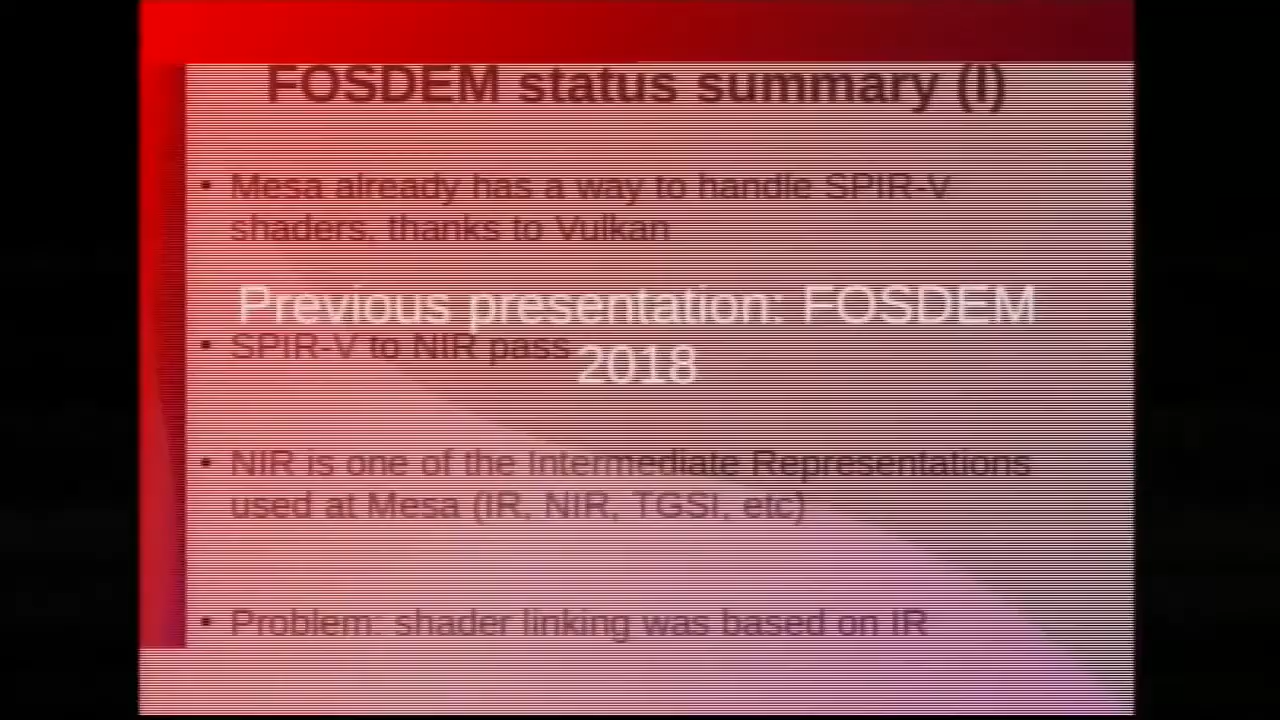 FOSDEM status summary (I)
• Mesa already has a way to handle SPIR-V
shaders, thanks to Vulkan
Previous presentation: FOSDEM
2018
• SPIR-V to NIR pass
• NIR is one of the Intermediate Representations
used at Mesa (IR, NIR, TGSI, etc)
• Problem: shader linking was based on IR